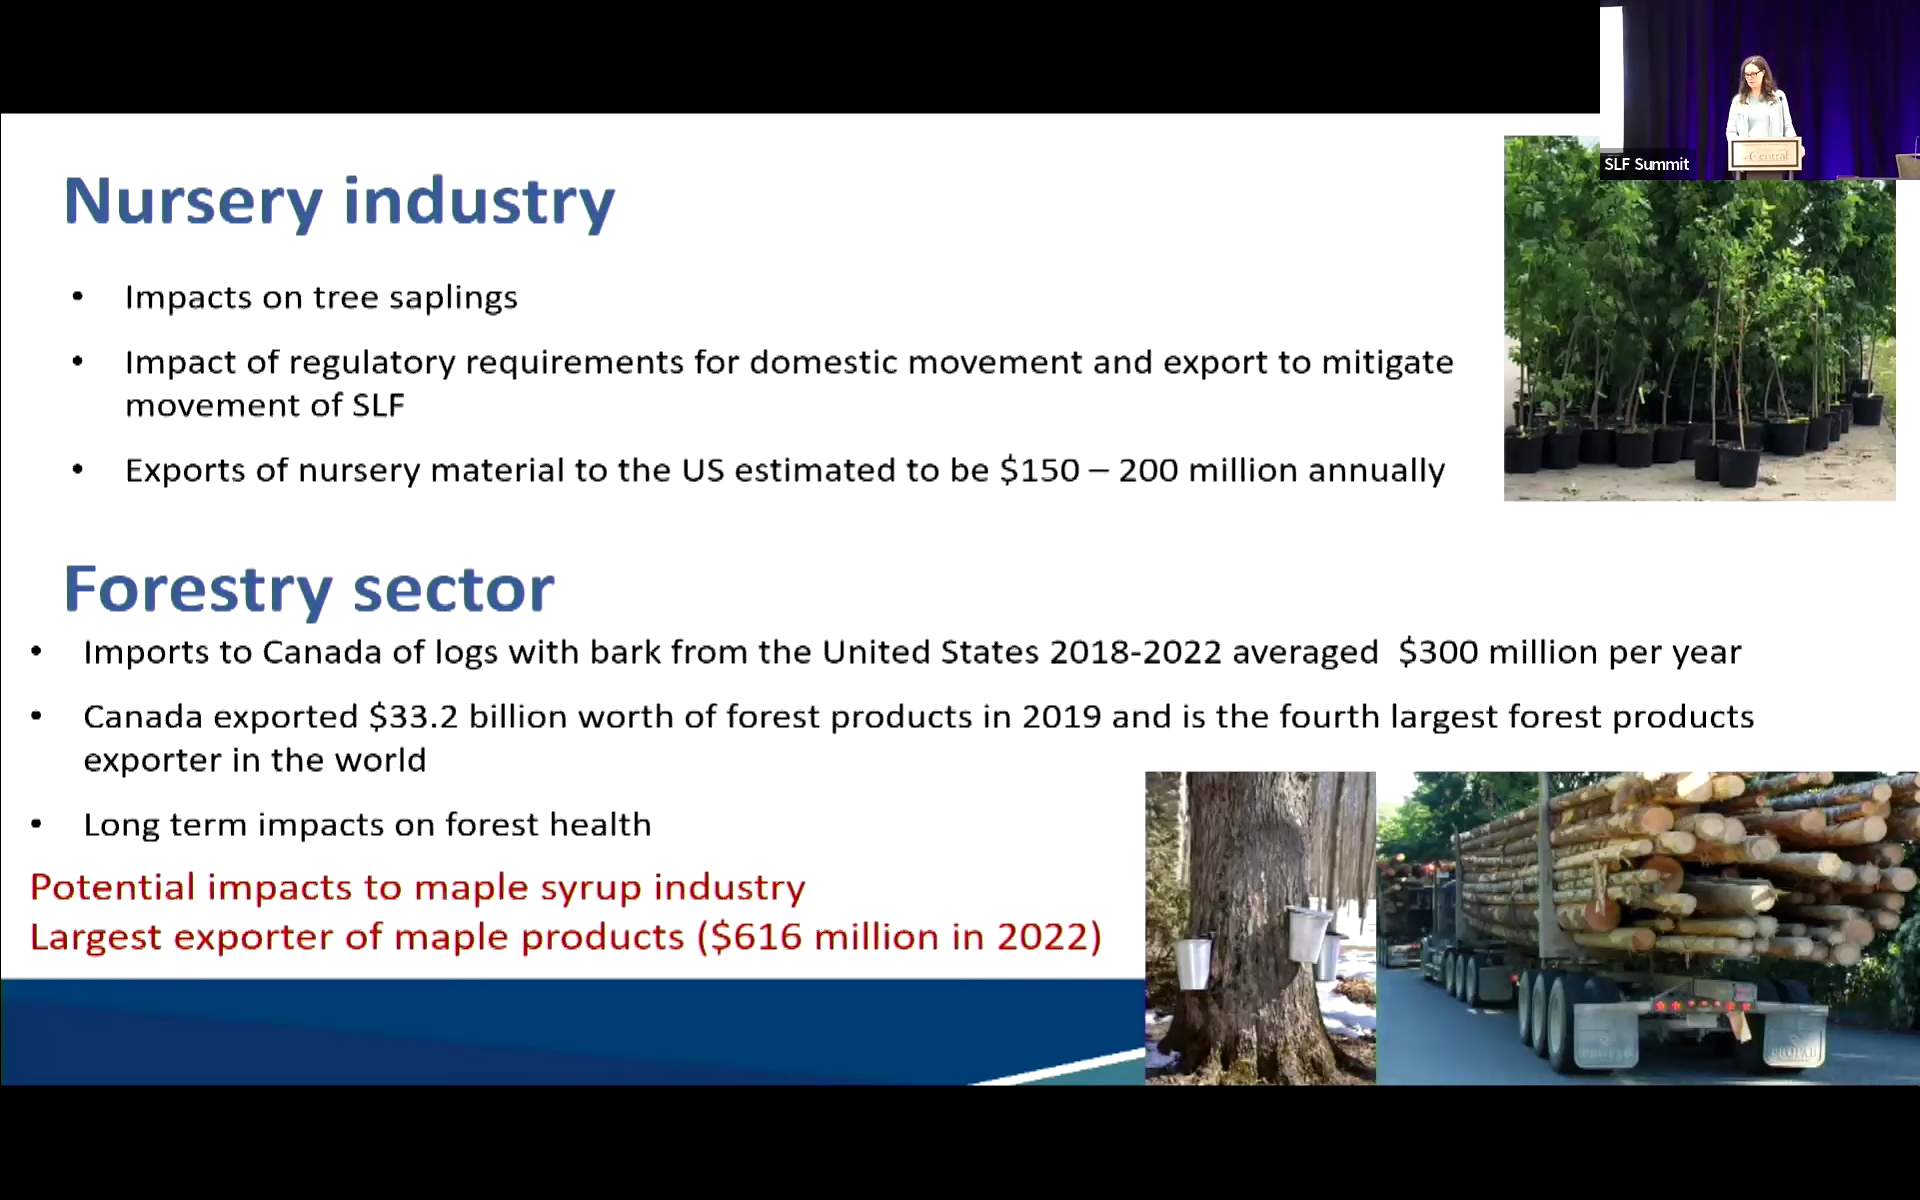 SLF Summit
Central
Nursery industry
• Impacts on tree saplings
• Impact of regulatory requirements for domestic movement and export to mitigate
movement of SLF
• Exports of nursery material to the US estimated to be $150 – 200 million annually
Forestry sector
• Imports to Canada of logs with bark from the United States 2018-2022 averaged $300 million per year
• Canada exported $33.2 billion worth of forest products in 2019 and is the fourth largest forest products
exporter in the world
• Long term impacts on forest health
Potential impacts to maple syrup industry
Largest exporter of maple products ($616 million in 2022)